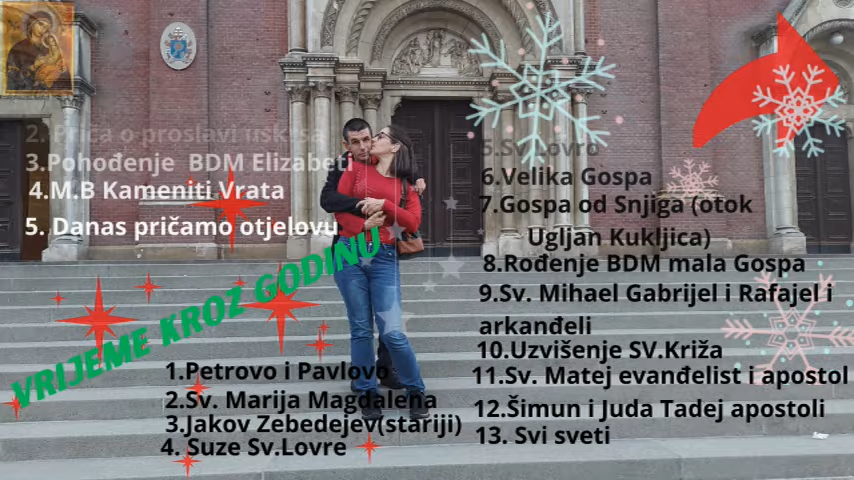 2. Priča o proslavi uskrsa
3.Pohođenje BDM Elizabeti
4.M.B Kameniti Vrata
5. Danas pričamo otjelovu
VRIJEME KROZ GODINU
1.Petrovo i Pavlovo
2.Sv. Marija Magdalena
3.Jakov Zebedejev(stariji)
4. Suze Sv.Lovre
5.Sv Lovro
6.Velika Gospa
7.Gospa od Snjiga (otok
Ugljan Kukljica)
8.Rođenje BDM mala Gospa
9.Sv. Mihael Gabrijel i Rafajel i
arkanđeli
10.Uzvišenje SV.Križa
11.Sv. Matej evanđelist i apostol
12.Šimun i Juda Tadej apostoli
13. Svi sveti